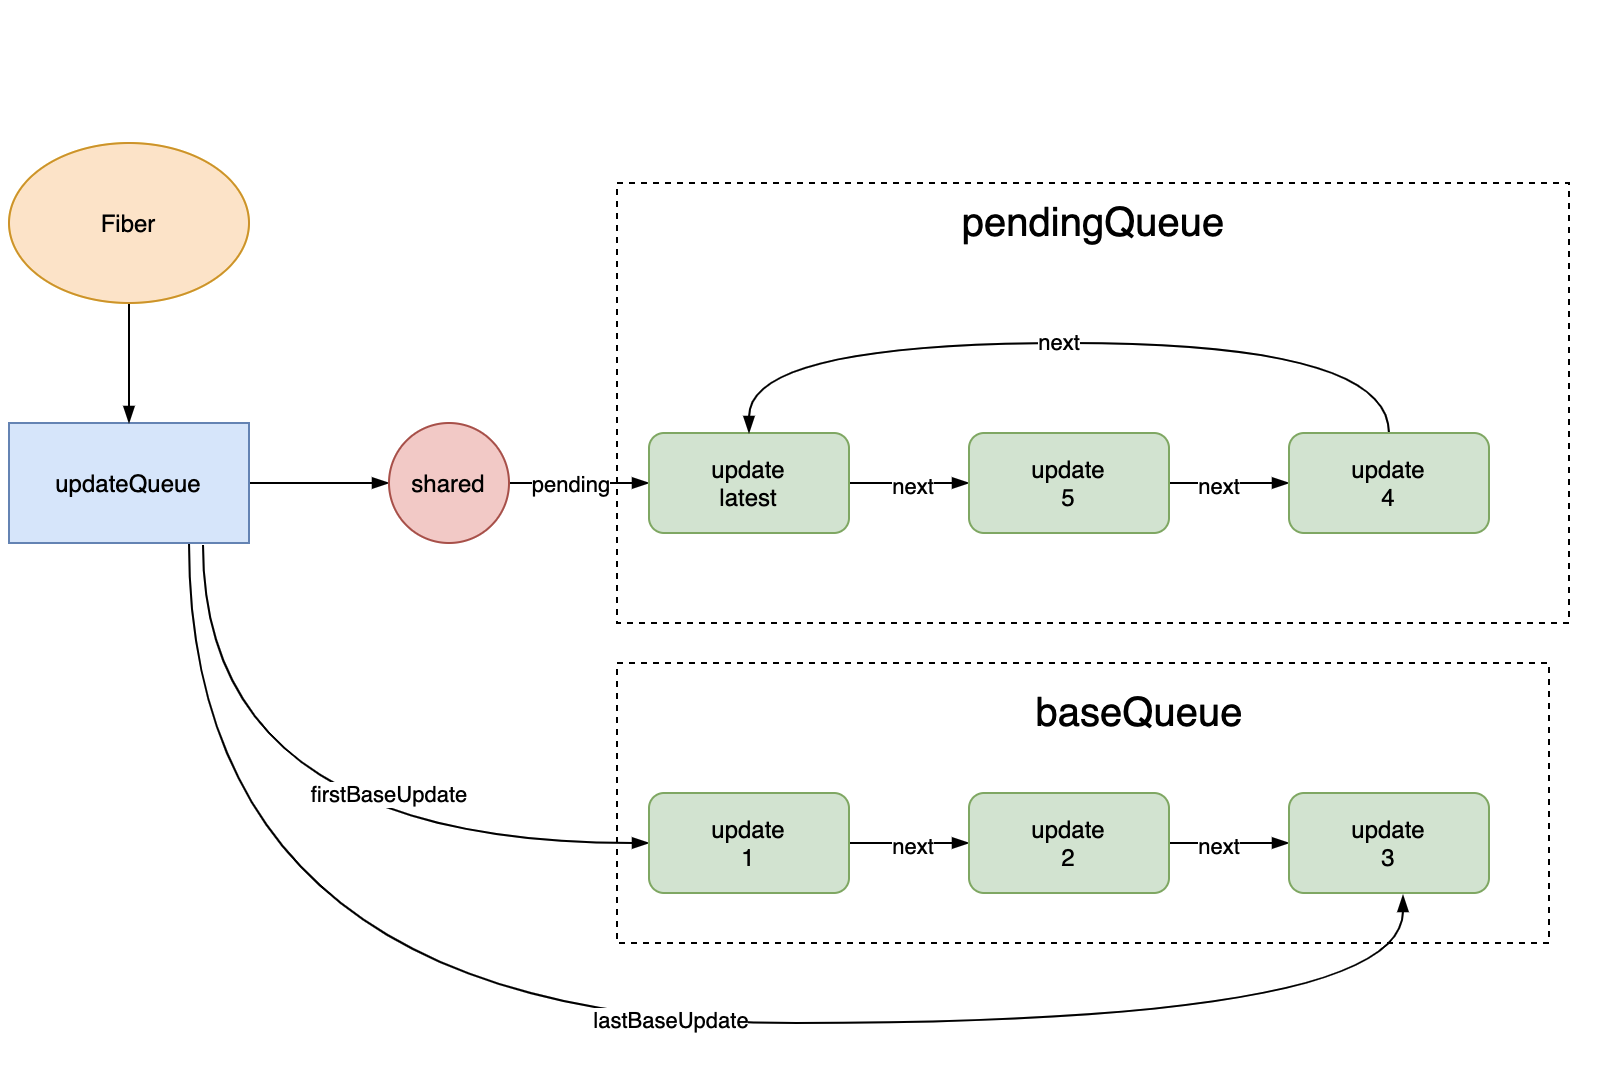 Fiber
pendingQueue
next
updateQueue
shared
pending
update
latest
next
update
5
next
update
4
baseQueue
firstBaseUpdate
update
1
next
update
2
next
update
3
lastBaseUpdate